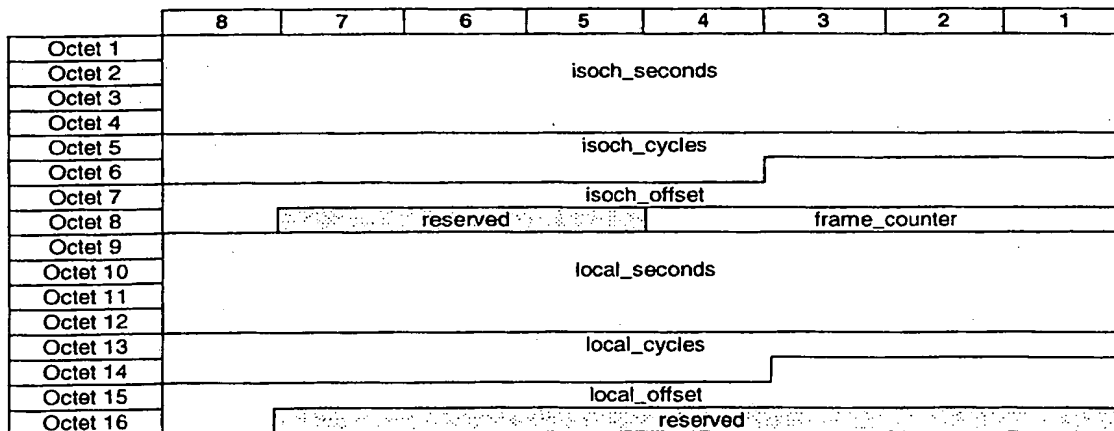 8 7 6 5 4 3 2 1
Octet 1
Octet 2 isoch_seconds
Octet 3
Octet 4
Octet 5 isoch_cycles
Octet 6
Octet 7 isoch_offset
Octet 8 reserved frame_counter
Octet 9
Octet 10 local_seconds
Octet 11
Octet 12
Octet 13 local_cycles
Octet 14
Octet 15 local_offset
Octet 16 reserved